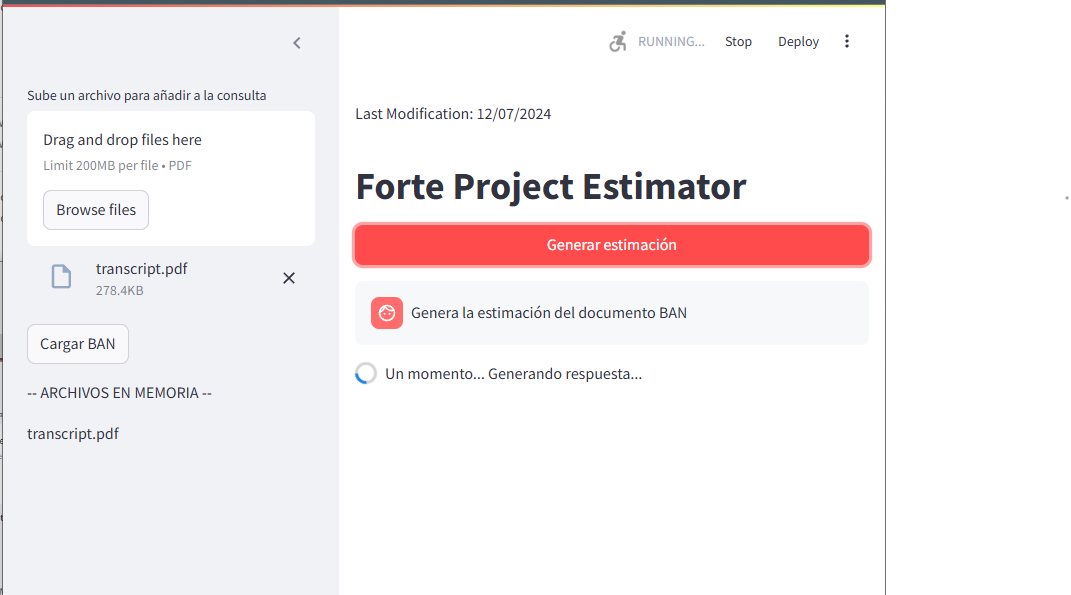 Sube un archivo para añadir a la consulta
Drag and drop files here
Limit 200MB per file • PDF
Browse files
transcript.pdf
278.4KB
Cargar BAN
-- ARCHIVOS EN MEMORIA --
transcript.pdf
RUNNING...
Stop
Deploy
Last Modification: 12/07/2024
Forte Project Estimator
Generar estimación
Genera la estimación del documento BAN
Un momento... Generando respuesta...